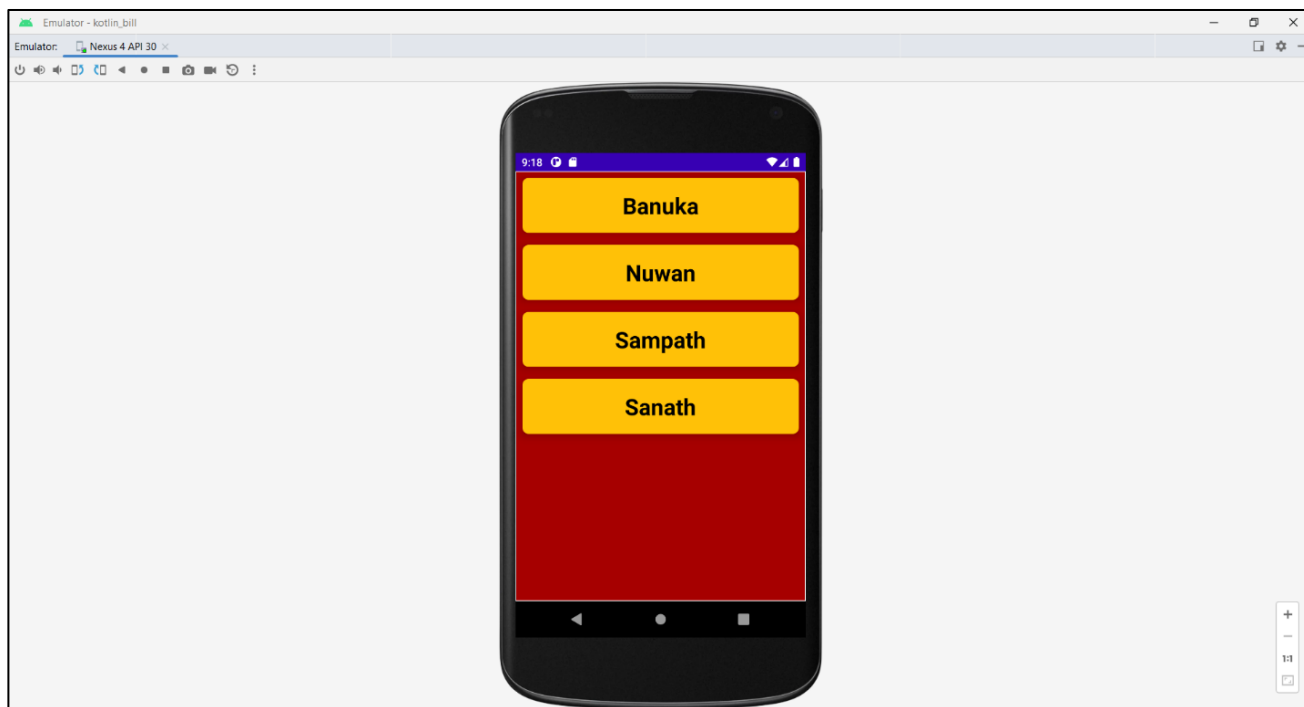 Emulator - kotlin_bill
Emulator: Nexus 4 API 30
9:18
Banuka
Nuwan
Sampath
Sanath
1:1